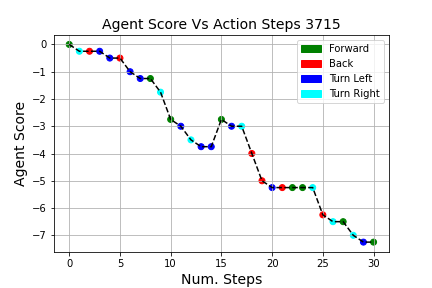 Agent Score Vs Action Steps 3715
Agent Score
0
−1
−2
−3
−4
−5
−6
−7
Forward
Back
Turn Left
Turn Right
0 5 10 15 20 25 30
Num. Steps